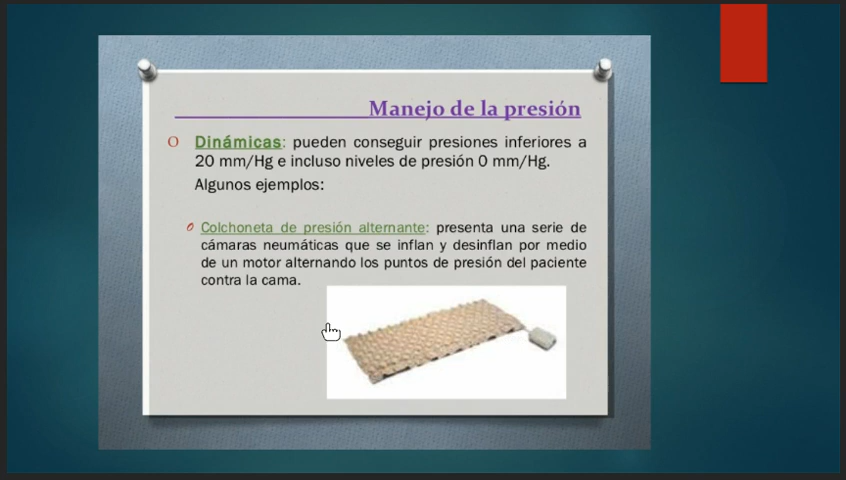 Manejo de la presión
Dinámicas: pueden conseguir presiones inferiores a
20 mm/Hg e incluso niveles de presión 0 mm/Hg.
Algunos ejemplos:
Colchoneta de presión alternante: presenta una serie de
cámaras neumáticas que se inflan y desinflan por medio
de un motor alternando los puntos de presión del paciente
contra la cama.